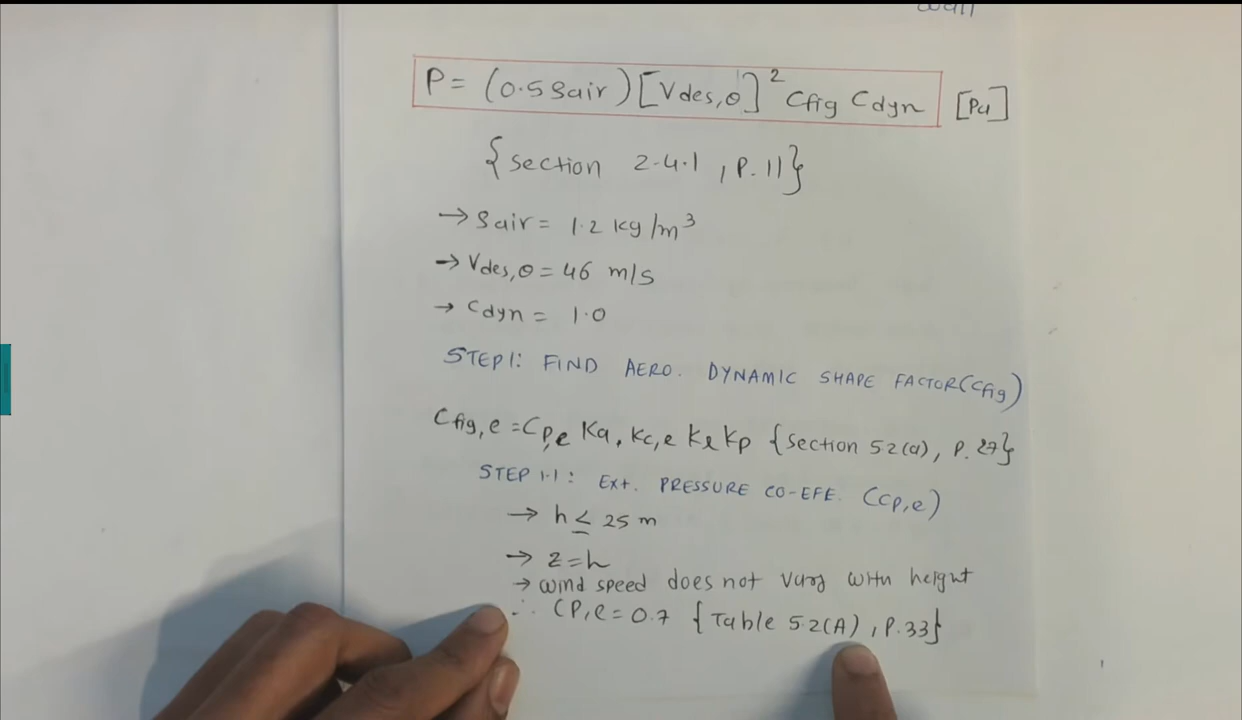 wall
P = (0.5 ρair) [Vdes,θ]² Cfig Cdyn [Pa]
{section 2.4.1, P.11}
→ ρair = 1.2 kg/m³
→ Vdes,θ = 46 m/s
→ Cdyn = 1.0
STEP 1: FIND AERO. DYNAMIC SHAPE FACTOR (Cfig)
Cfig,e = Cp,e Ka, Kc,e Kl Kp {section 5.2(a), P. 27}
STEP 1.1: Ext. PRESSURE CO-EFE. (Cp,e)
→ h ≤ 25 m
→ z = h
→ wind speed does not vary with height
∴ CP,e = 0.7 {Table 5.2(A), P.33}